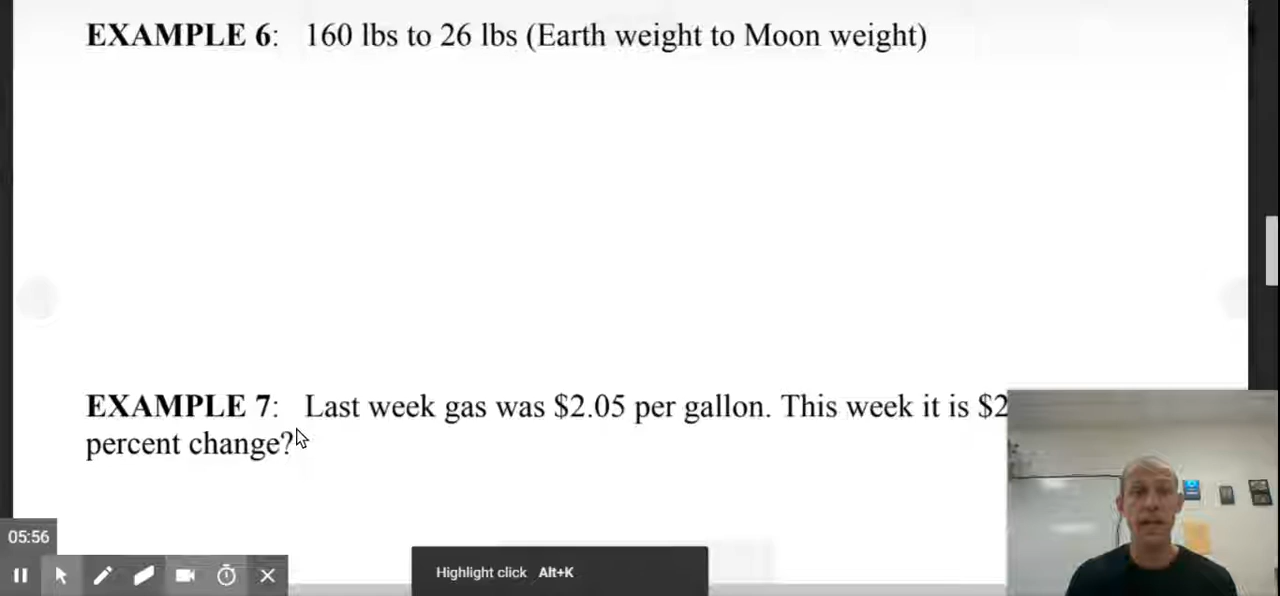 EXAMPLE 6: 160 lbs to 26 lbs (Earth weight to Moon weight)
EXAMPLE 7: Last week gas was $2.05 per gallon. This week it is $2
percent change?
05:56
Highlight click Alt+K